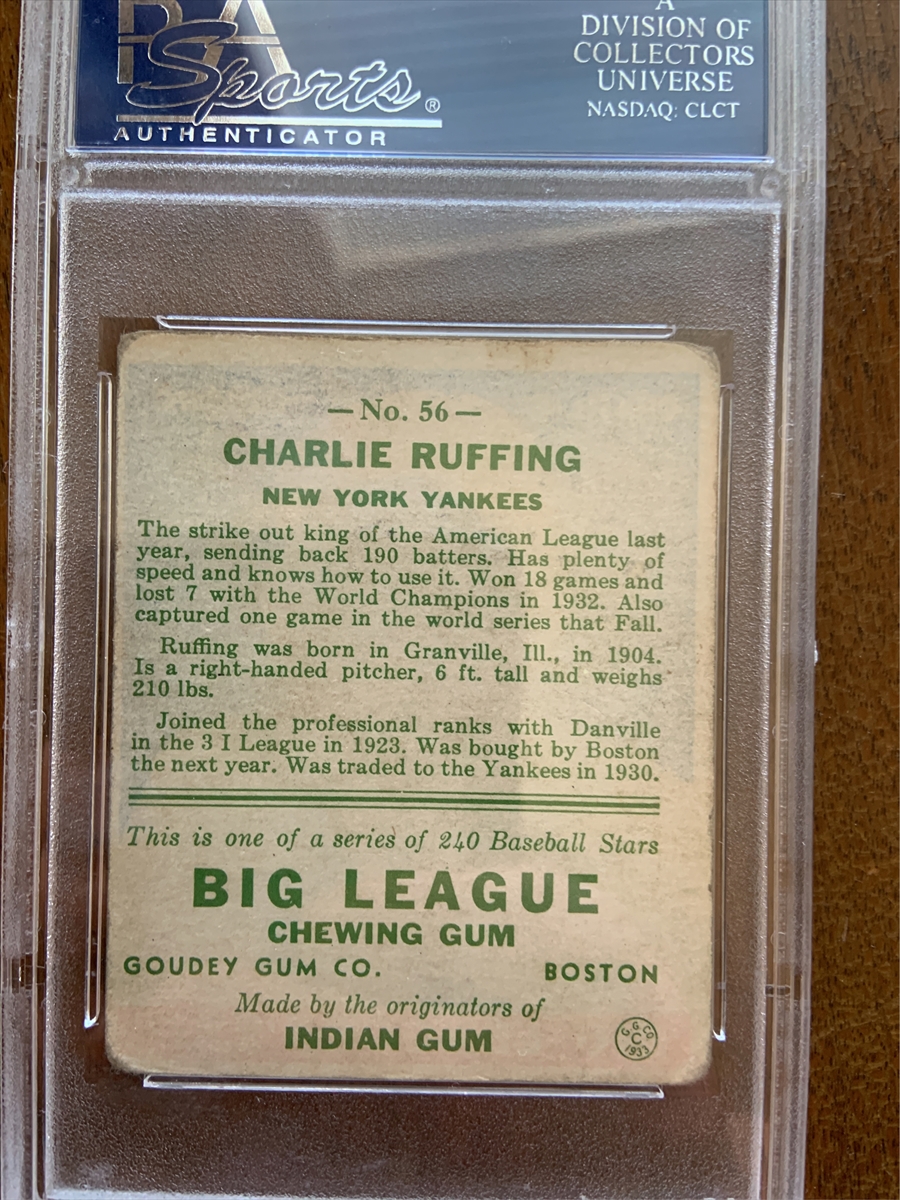 Sports®
AUTHENTICATOR
A
DIVISION OF
COLLECTORS
UNIVERSE
NASDAQ: CLCT
—No. 56—
CHARLIE RUFFING
NEW YORK YANKEES
The strike out king of the American League last
year, sending back 190 batters. Has plenty of
speed and knows how to use it. Won 18 games and
lost 7 with the World Champions in 1932. Also
captured one game in the world series that Fall.
Ruffing was born in Granville, Ill., in 1904.
Is a right-handed pitcher, 6 ft. tall and weighs
210 lbs.
Joined the professional ranks with Danville
in the 3 I League in 1923. Was bought by Boston
the next year. Was traded to the Yankees in 1930.
This is one of a series of 240 Baseball Stars
BIG LEAGUE
CHEWING GUM
GOUDEY GUM CO. BOSTON
Made by the originators of
INDIAN GUM
G. G. CO
C
1933